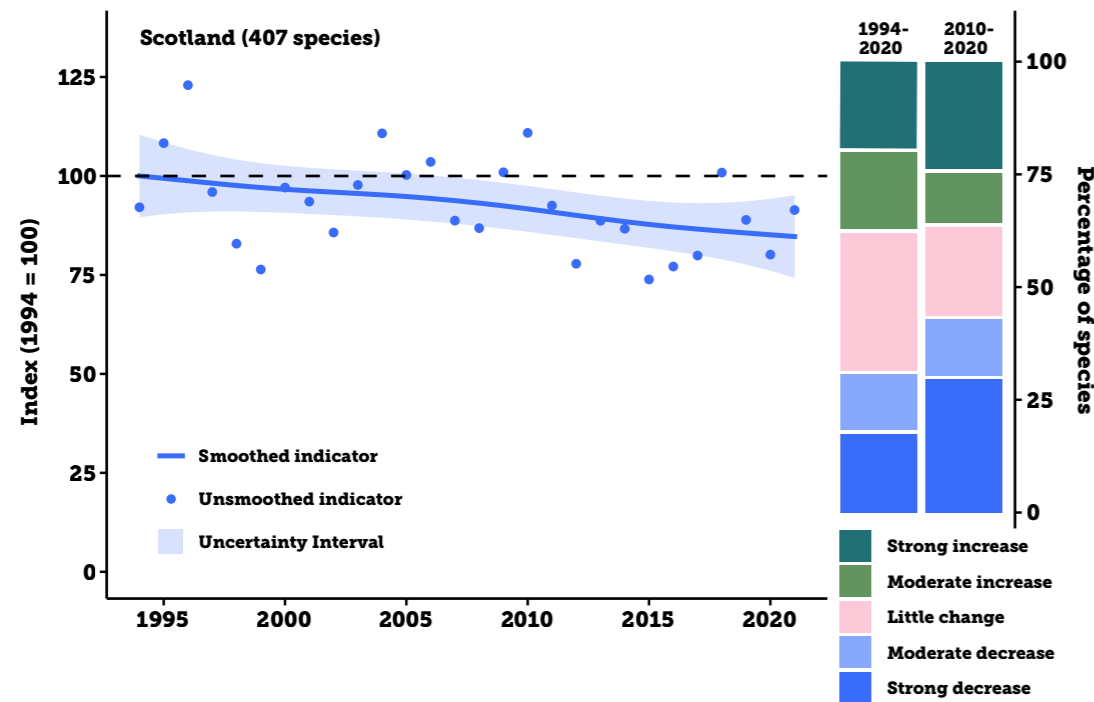 Scotland (407 species)
Index (1994 = 100)
125
100
75
50
25
0
1995
2000
2005
2010
2015
2020
Smoothed indicator
Unsmoothed indicator
Uncertainty Interval
1994-
2020
2010-
2020
100
75
50
25
0
Percentage of species
Strong increase
Moderate increase
Little change
Moderate decrease
Strong decrease